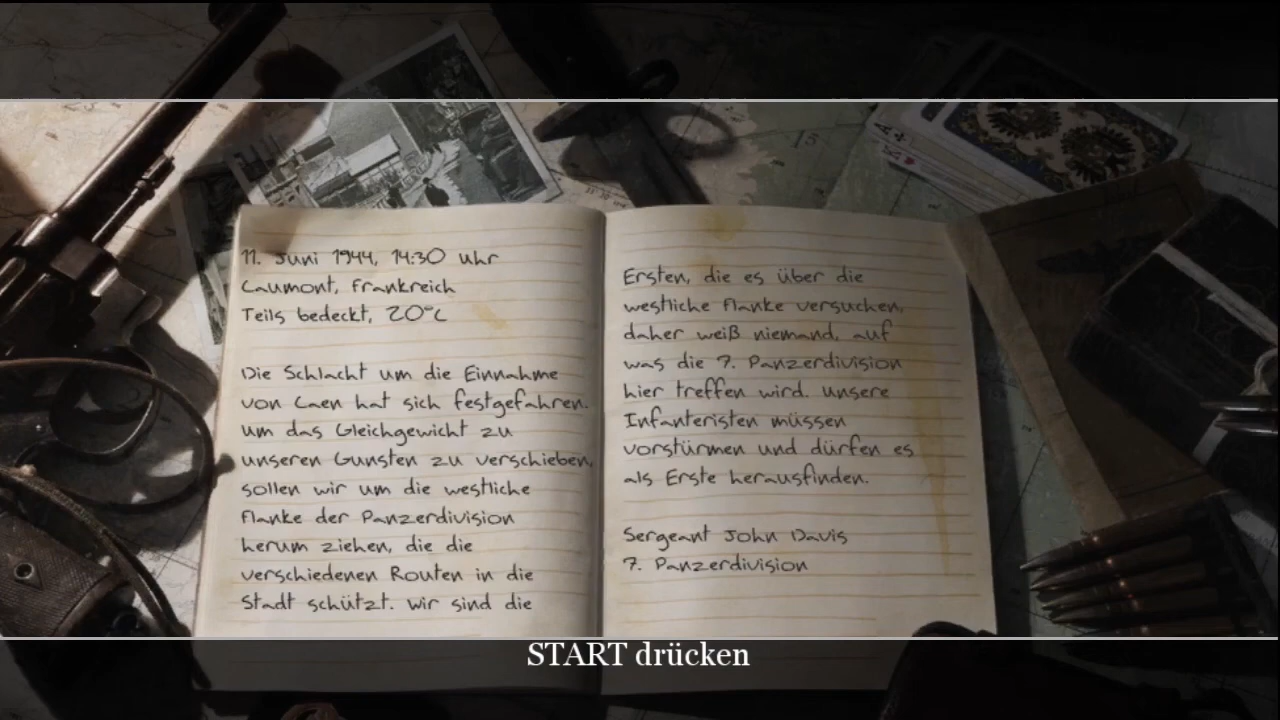 11. Juni 1944, 14:30 Uhr
Caumont, Frankreich
Teils bedeckt, 20°C
Die Schlacht um die Einnahme
von Caen hat sich festgefahren.
Um das Gleichgewicht zu
unseren Gunsten zu verschieben,
sollen wir um die westliche
Flanke der Panzerdivision
herum ziehen, die die
verschiedenen Routen in die
Stadt schützt. Wir sind die
Ersten, die es über die
westliche Flanke versuchen,
daher weiß niemand, auf
was die 7. Panzerdivision
hier treffen wird. Unsere
Infanteristen müssen
vorstürmen und dürfen es
als Erste herausfinden.
Sergeant John Davis
7. Panzerdivision
START drücken